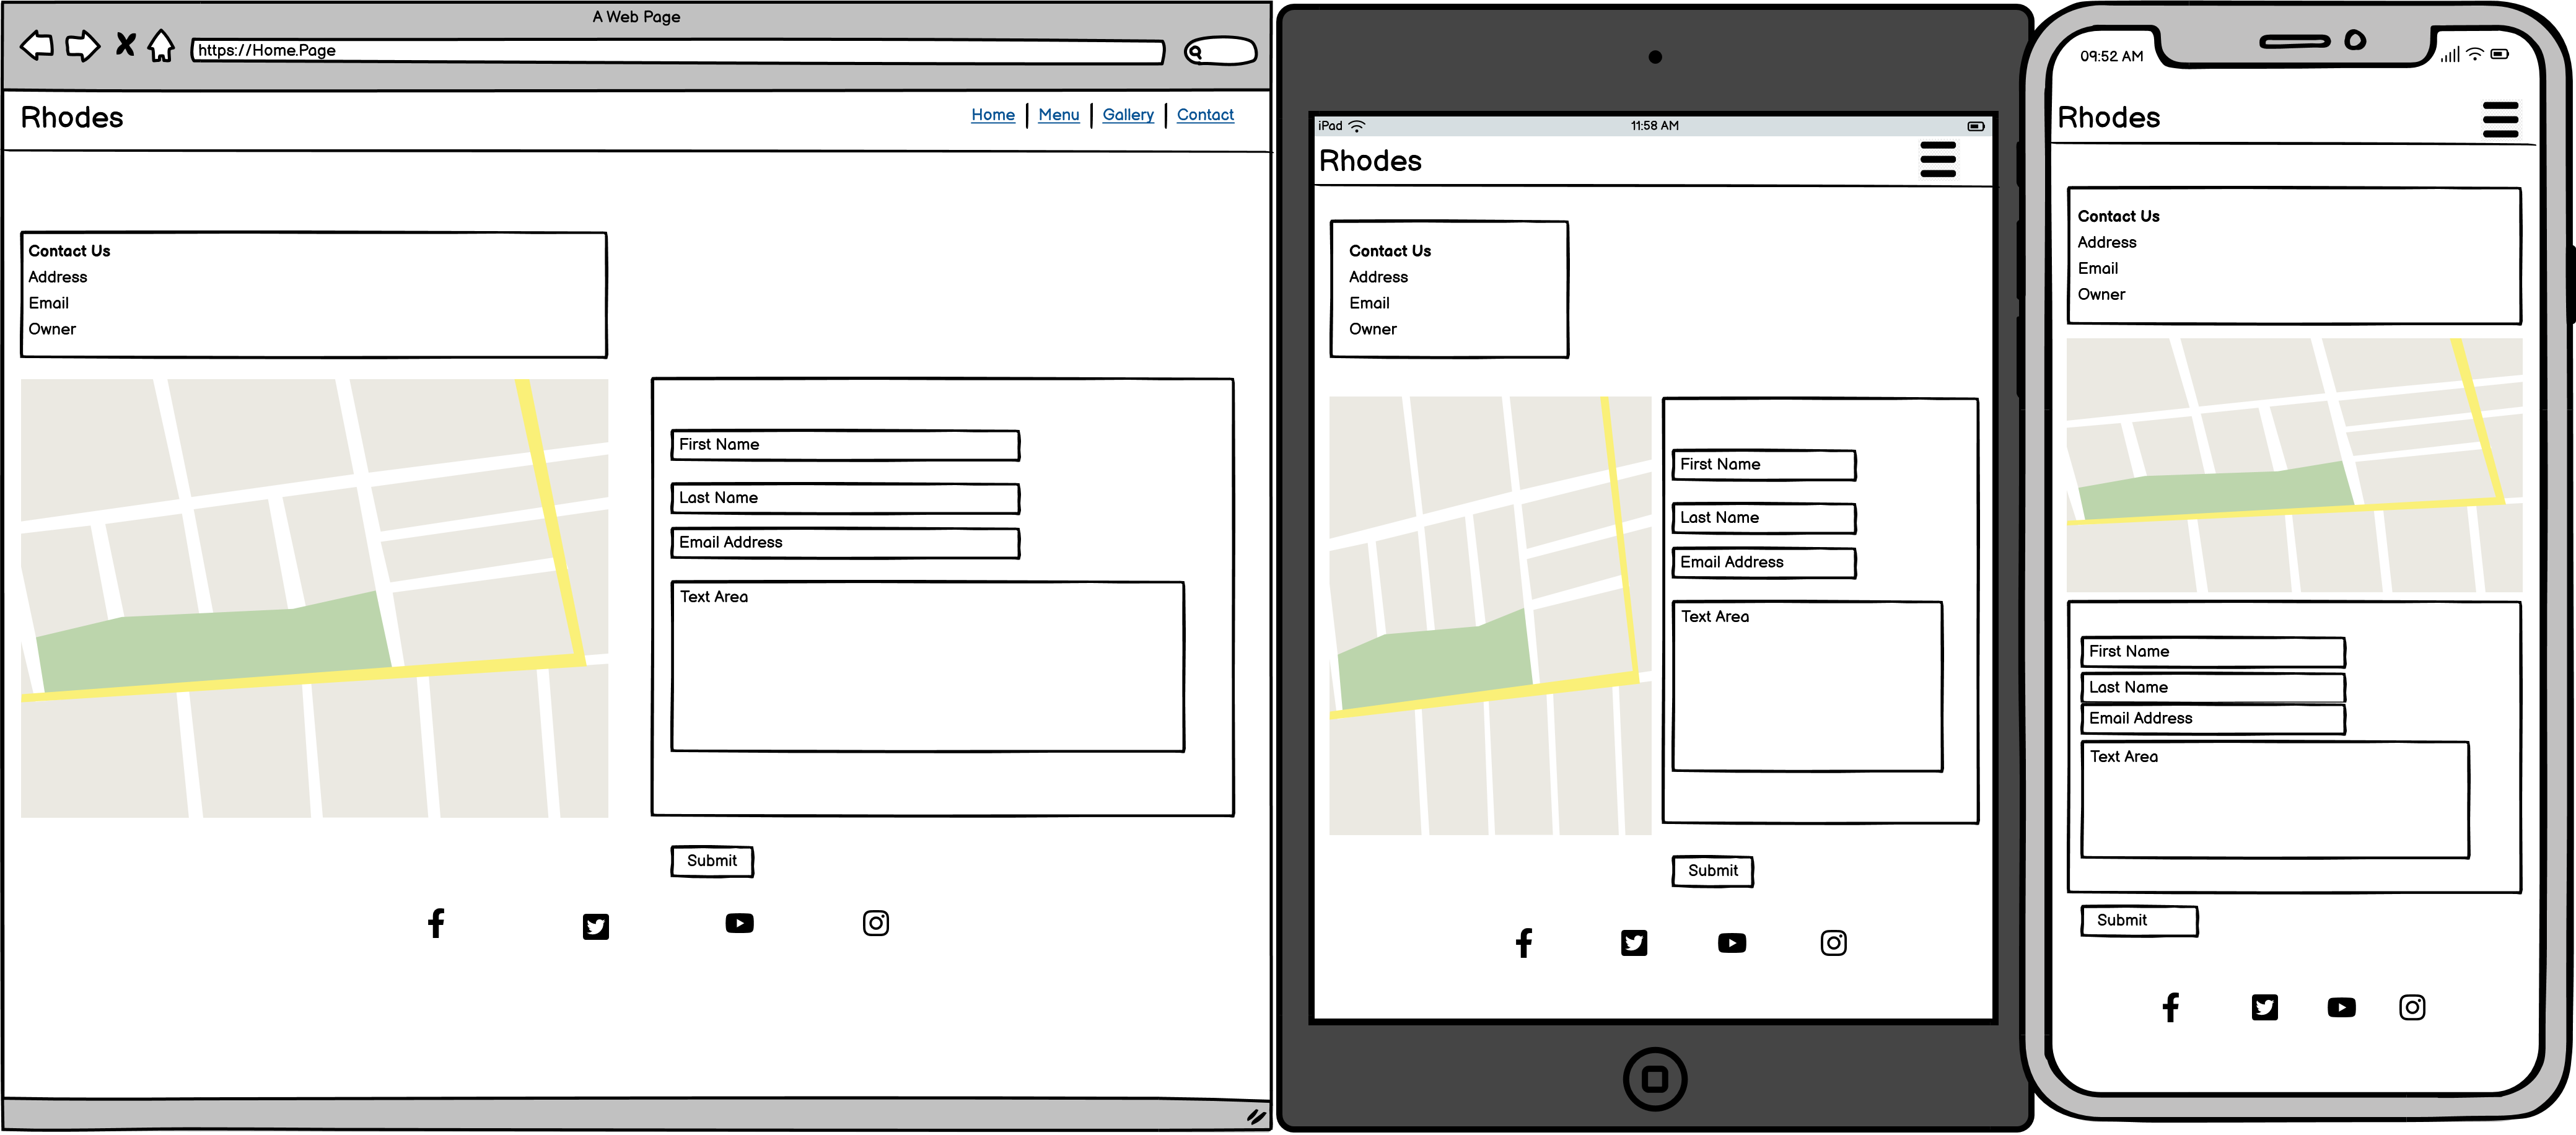 A Web Page
https://Home.Page
Rhodes
Home | Menu | Gallery | Contact
Contact Us
Address
Email
Owner
First Name
Last Name
Email Address
Text Area
Submit
iPad
11:58 AM
Rhodes
Contact Us
Address
Email
Owner
First Name
Last Name
Email Address
Text Area
Submit
09:52 AM
Rhodes
Contact Us
Address
Email
Owner
First Name
Last Name
Email Address
Text Area
Submit